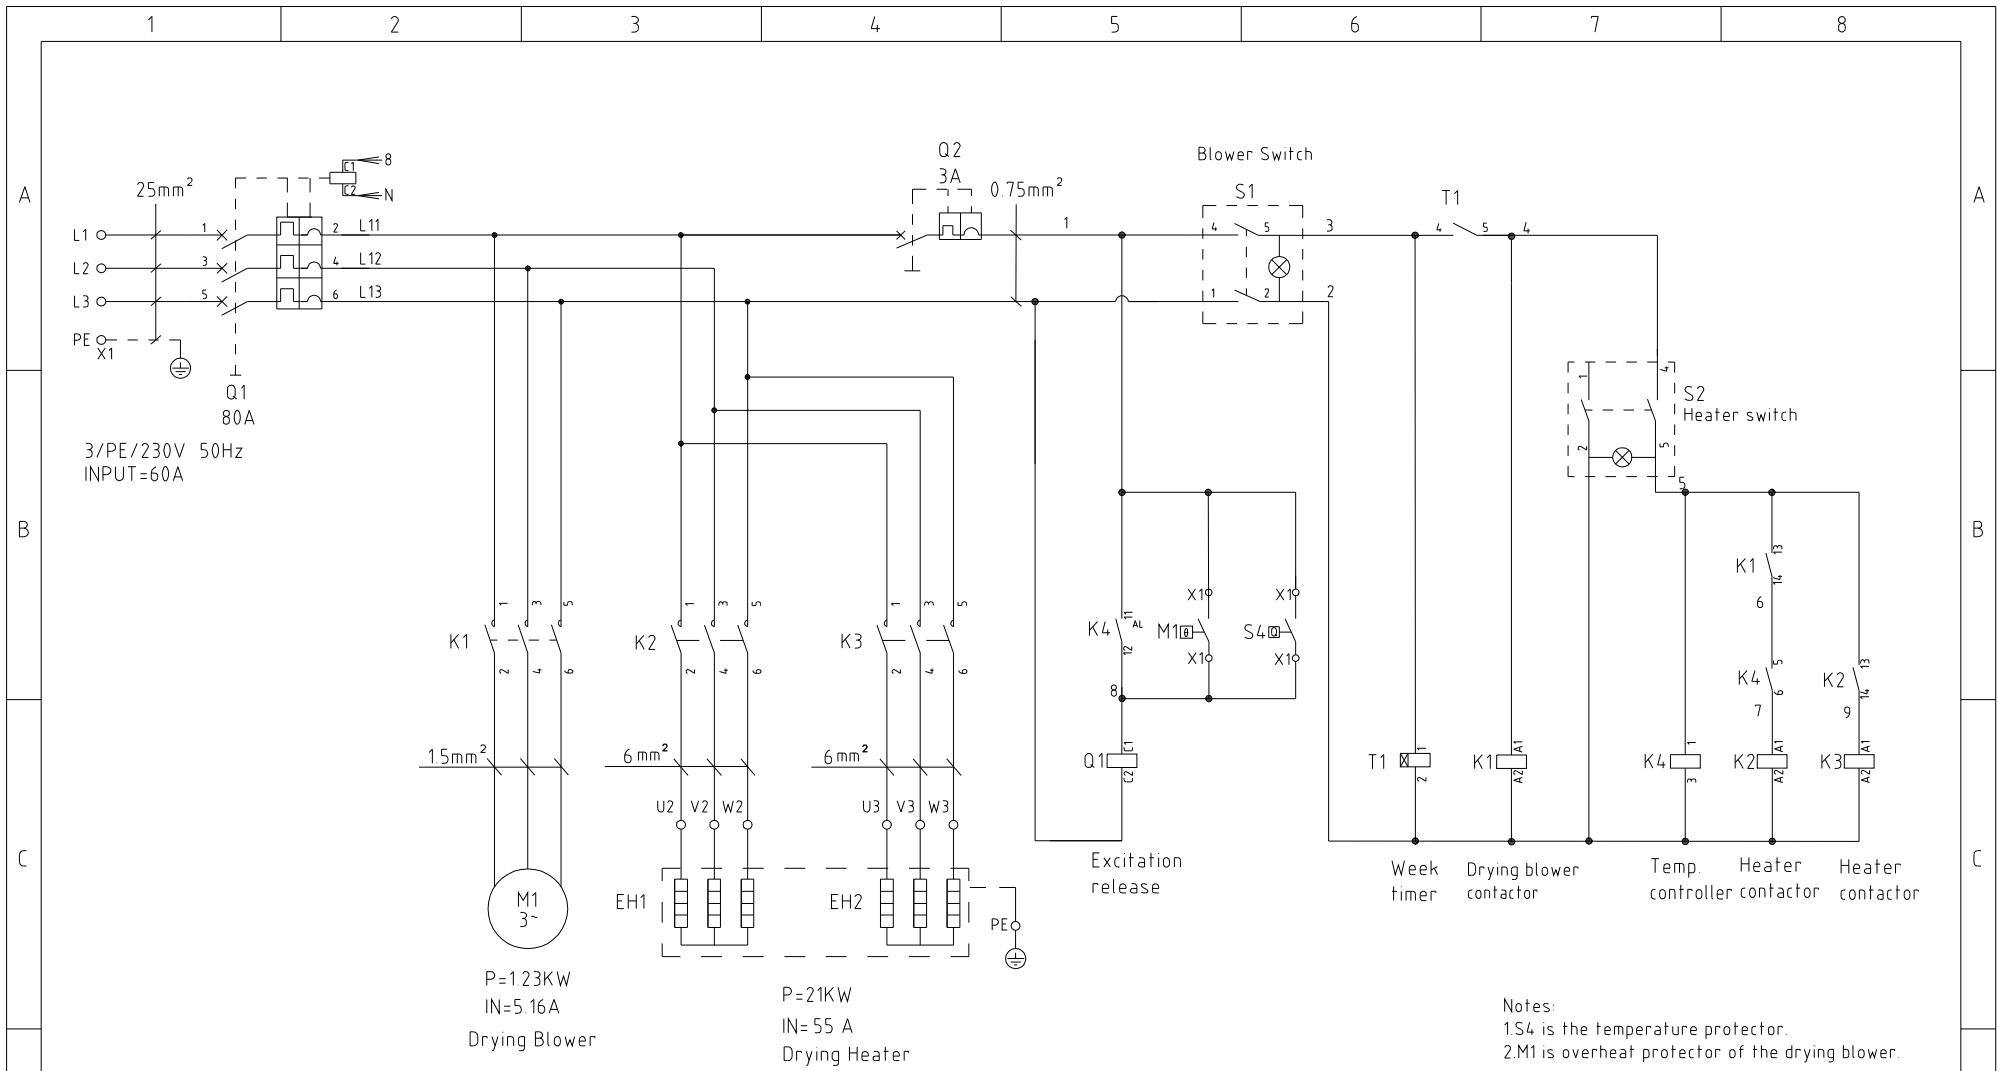 1 2 3 4 5 6 7 8
A A
B B
C C
25mm²
C1 8
C2 N
L1 1 2 L11
L2 3 4 L12
L3 5 6 L13
PE
X1
Q1
80A
3/PE/230V 50Hz
INPUT=60A
Q2
3A
0.75mm²
1
Blower Switch
S1
4 5 3
1 2 2
T1
4 5 4
1 4
S2
Heater switch
2 5
5
K1 1 3 5
2 4 6
K2 1 3 5
2 4 6
K3 1 3 5
2 4 6
1.5mm²
6mm²
6mm²
U2 V2 W2
U3 V3 W3
M1
3~
EH1
EH2
PE
P=1.23KW
IN=5.16A
Drying Blower
P=21KW
IN=55 A
Drying Heater
K4 11 AL 12
X1 M1 θ X1
X1 S4 Q X1
8
Q1 C1 C2
Excitation
release
T1 X 1 2
Week
timer
K1 A1 A2
Drying blower
contactor
K4 1 3
Temp.
controller
K1 13 14
6
K4 5 6
7
K2 A1 A2
Heater
contactor
K2 13 14
9
K3 A1 A2
Heater
contactor
Notes:
1.S4 is the temperature protector.
2.M1 is overheat protector of the drying blower.